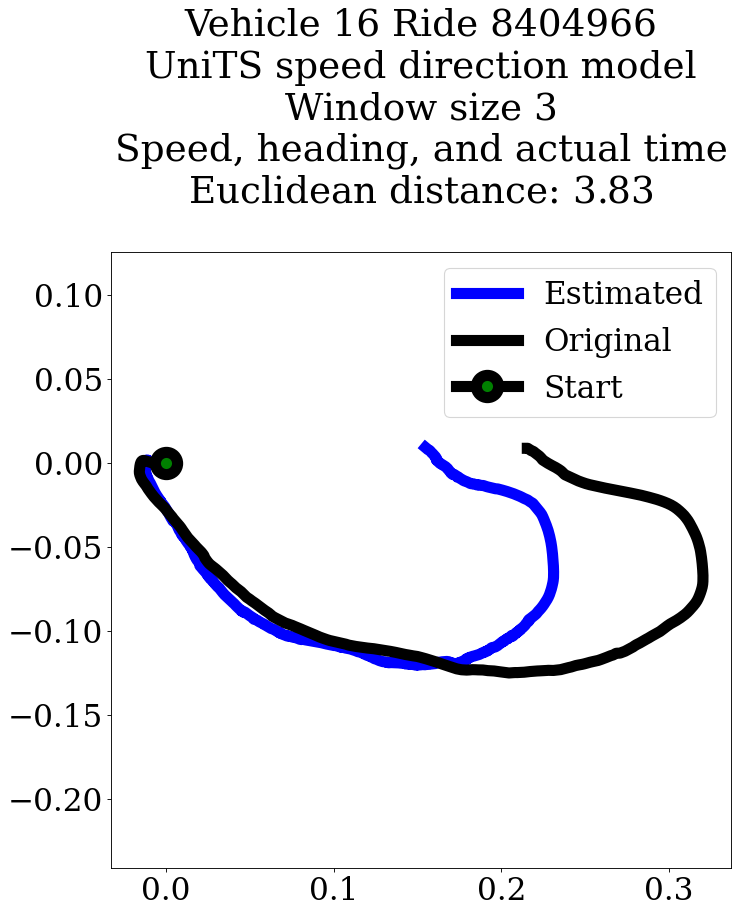 Vehicle 16 Ride 8404966
UniTS speed direction model
Window size 3
Speed, heading, and actual time
Euclidean distance: 3.83
Estimated
Original
Start
0.10
0.05
0.00
−0.05
−0.10
−0.15
−0.20
0.0 0.1 0.2 0.3